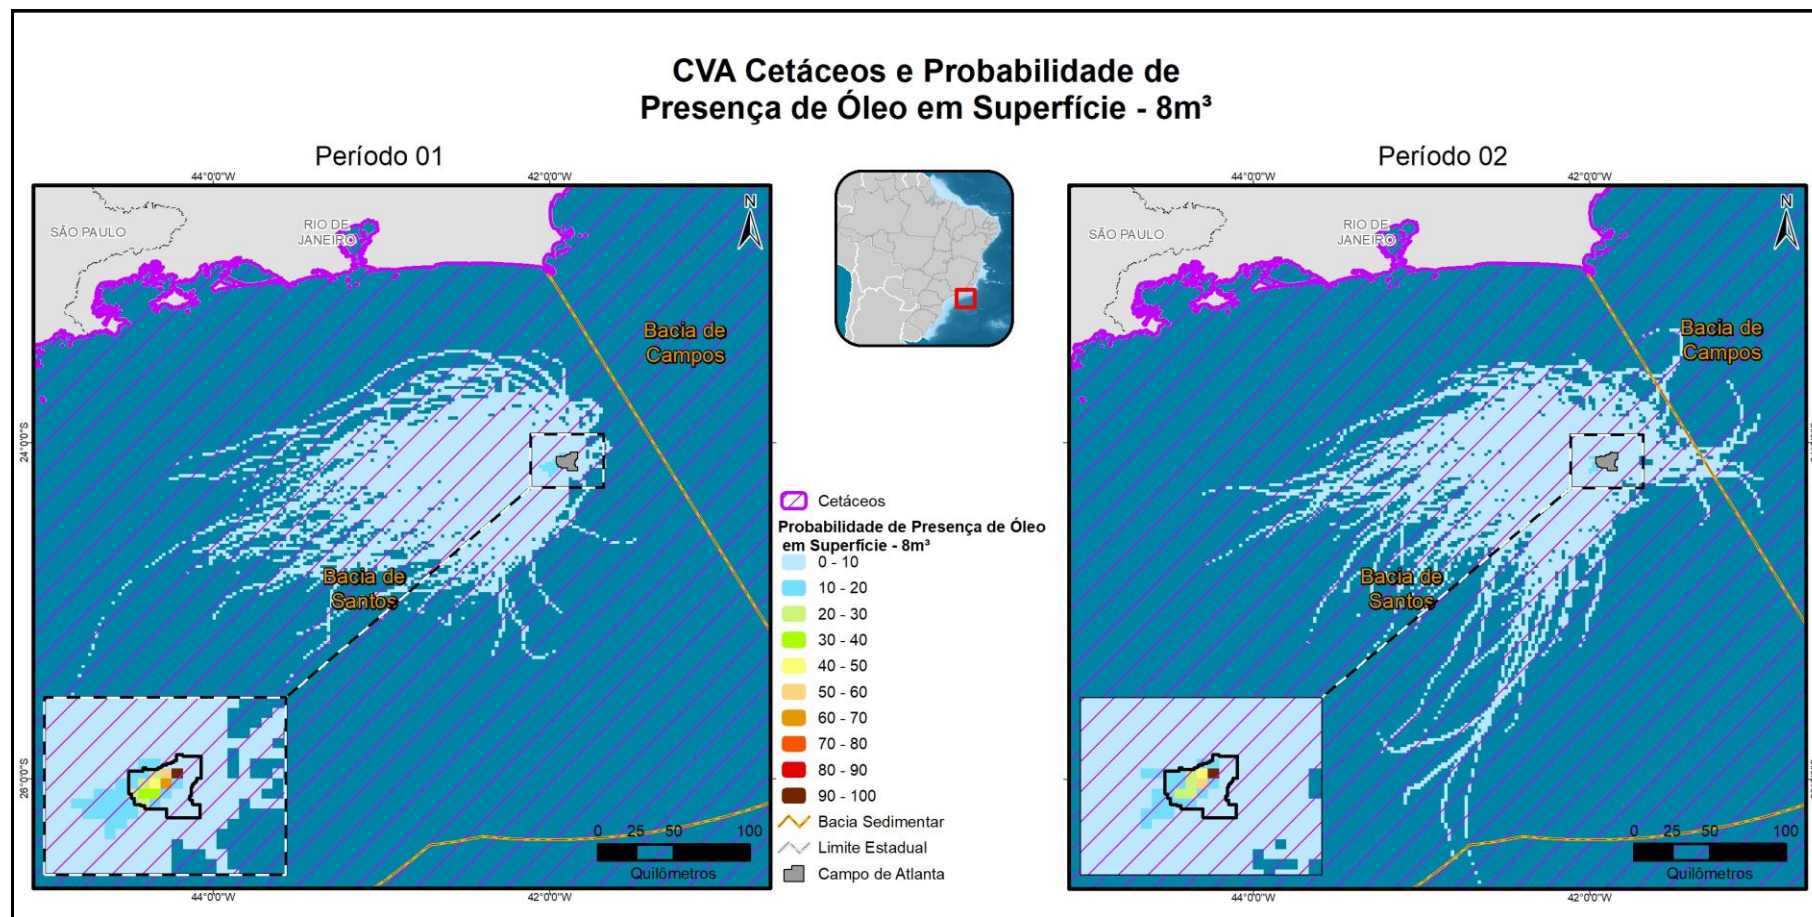 CVA Cetáceos e Probabilidade de
Presença de Óleo em Superfície - 8m³
Período 01
44°0'0"W
42°0'0"W
N
SÃO PAULO
RIO DE
JANEIRO
Bacia de
Campos
24°0'0"S
Bacia de
Santos
26°0'0"S
0 25 50 100
Quilômetros
44°0'0"W
42°0'0"W
Cetáceos
Probabilidade de Presença de Óleo
em Superfície - 8m³
0 - 10
10 - 20
20 - 30
30 - 40
40 - 50
50 - 60
60 - 70
70 - 80
80 - 90
90 - 100
Bacia Sedimentar
Limite Estadual
Campo de Atlanta
Período 02
44°0'0"W
42°0'0"W
N
SÃO PAULO
RIO DE
JANEIRO
Bacia de
Campos
Bacia de
Santos
0 25 50 100
Quilômetros
44°0'0"W
42°0'0"W